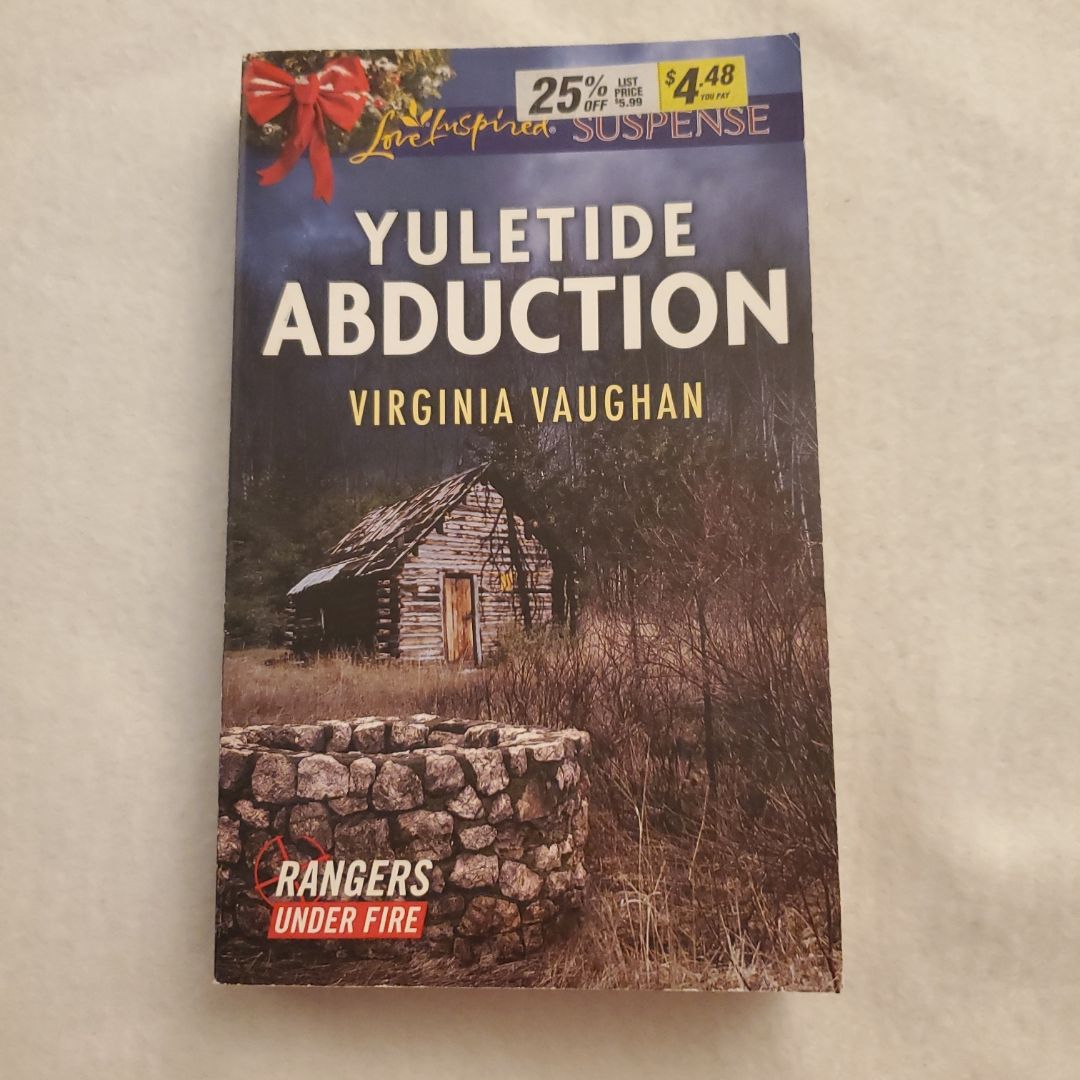 25% OFF LIST PRICE $5.99 $4.48 YOU PAY
Love Inspired® SUSPENSE
YULETIDE
ABDUCTION
VIRGINIA VAUGHAN
RANGERS
UNDER FIRE